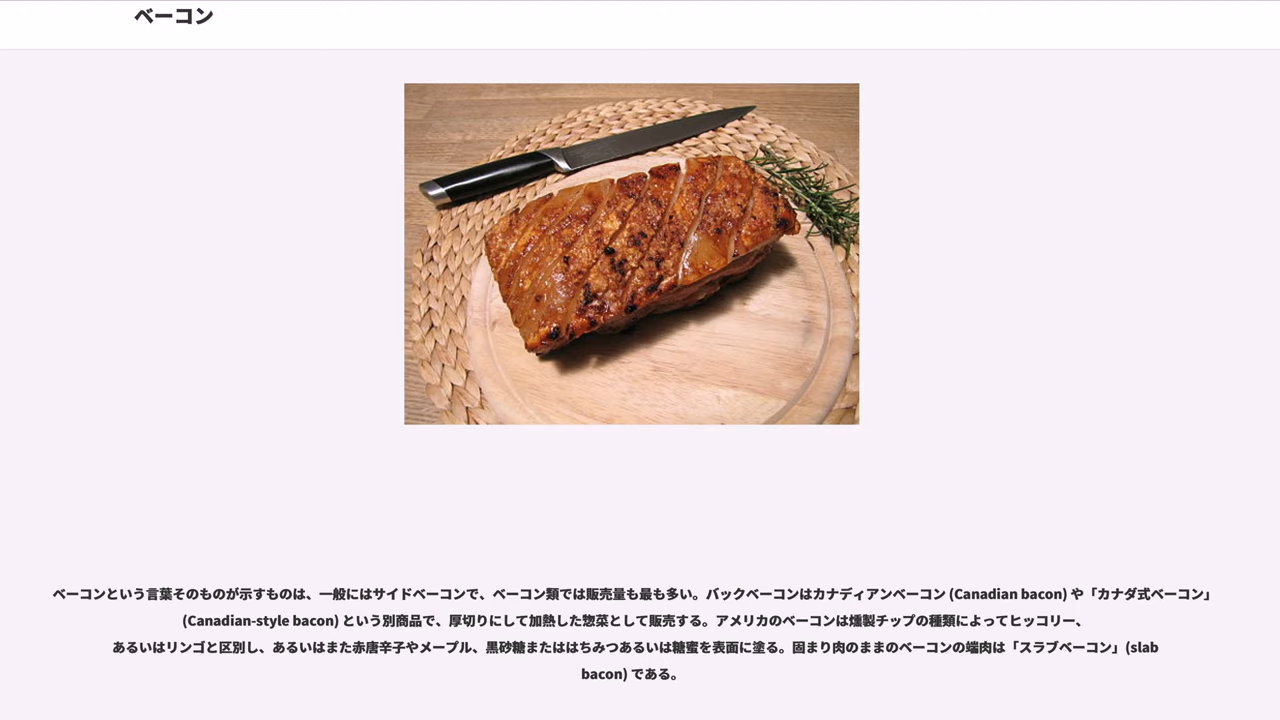 ベーコン
ベーコンという言葉そのものが示すものは、一般にはサイドベーコンで、ベーコン類では販売量も最も多い。バックベーコンはカナディアンベーコン (Canadian bacon) や「カナダ式ベーコン」
(Canadian-style bacon) という別商品で、厚切りにして加熱した惣菜として販売する。アメリカのベーコンは燻製チップの種類によってヒッコリー、
あるいはリンゴと区別し、あるいはまた赤唐辛子やメープル、黒砂糖またははちみつあるいは糖蜜を表面に塗る。固まり肉のままのベーコンの端肉は「スラブベーコン」(slab
bacon) である。